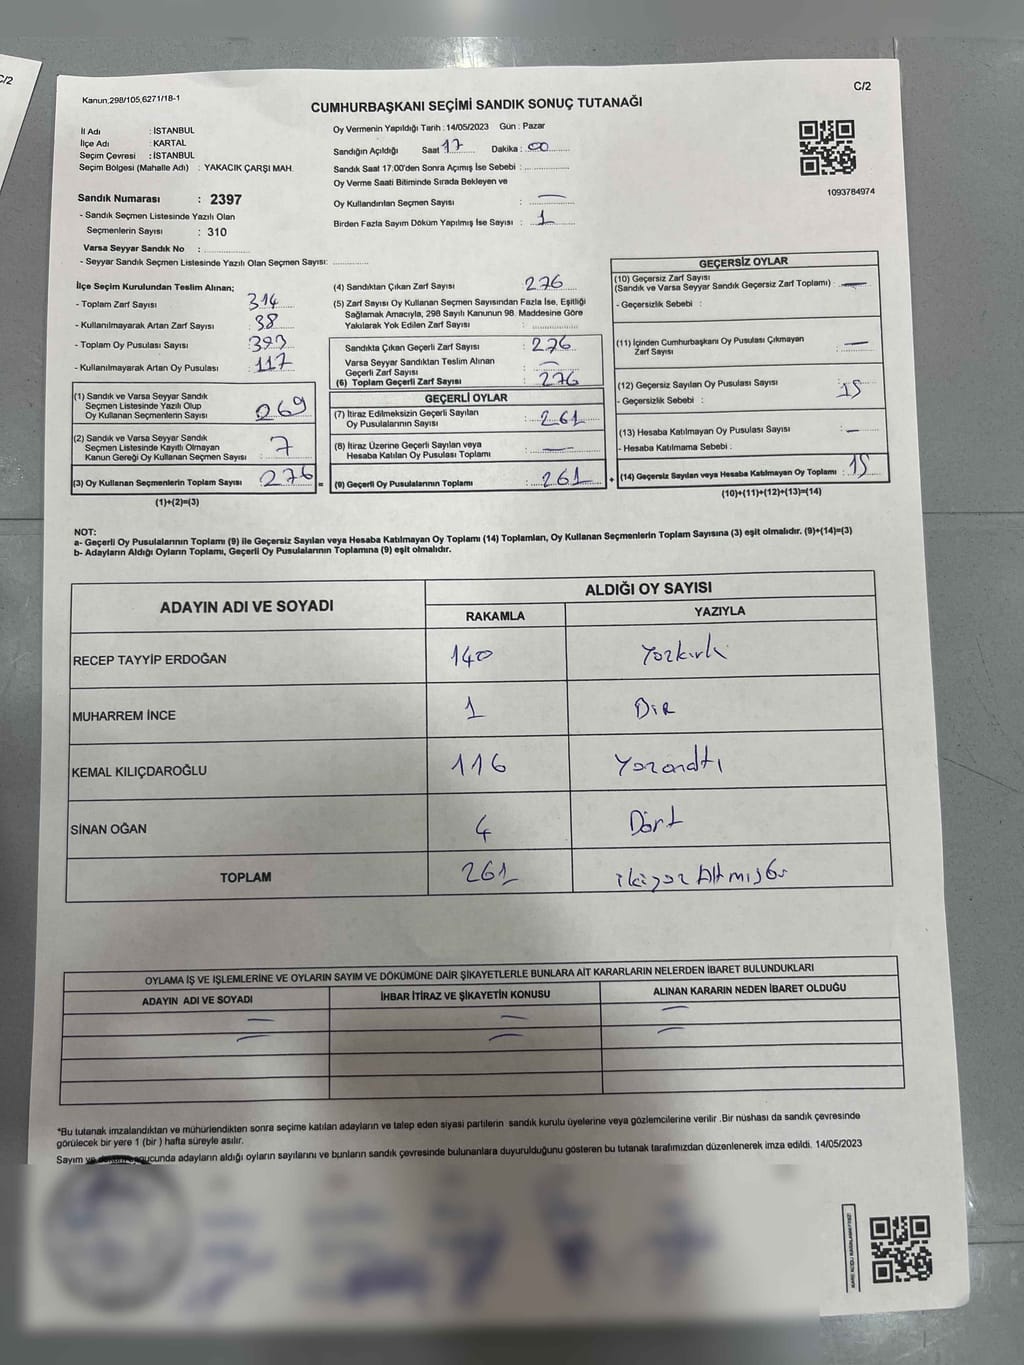 C/2
Kanun,298/105,6271/18-1
C/2
CUMHURBAŞKANI SEÇİMİ SANDIK SONUÇ TUTANAĞI
İl Adı : İSTANBUL
İlçe Adı : KARTAL
Seçim Çevresi : İSTANBUL
Seçim Bölgesi (Mahalle Adı) : YAKACIK ÇARŞI MAH.
Sandık Numarası : 2397
- Sandık Seçmen Listesinde Yazılı Olan
Seçmenlerin Sayısı : 310
Varsa Seyyar Sandık No :
- Seyyar Sandık Seçmen Listesinde Yazılı Olan Seçmen Sayısı:
Oy Vermenin Yapıldığı Tarih : 14/05/2023 Gün : Pazar
Sandığın Açıldığı Saat 17 Dakika : 00
Sandık Saat 17:00'den Sonra Açımış İse Sebebi :
Oy Verme Saati Bitiminde Sırada Bekleyen ve
Oy Kullandırılan Seçmen Sayısı : —
Birden Fazla Sayım Döküm Yapılmış İse Sayısı : 1
1093784974
İlçe Seçim Kurulundan Teslim Alınan;
- Toplam Zarf Sayısı 314
- Kullanılmayarak Artan Zarf Sayısı 38
- Toplam Oy Pusulası Sayısı : 393
- Kullanılmayarak Artan Oy Pusulası : 117
(1) Sandık ve Varsa Seyyar Sandık
Seçmen Listesinde Yazılı Olup
Oy Kullanan Seçmenlerin Sayısı : 269
(2) Sandık ve Varsa Seyyar Sandık
Seçmen Listesinde Kayıtlı Olmayan
Kanun Gereği Oy Kullanan Seçmen Sayısı : 7
(3) Oy Kullanan Seçmenlerin Toplam Sayısı : 276 =
(1)+(2)=(3)
(4) Sandıktan Çıkan Zarf Sayısı : 276
(5) Zarf Sayısı Oy Kullanan Seçmen Sayısından Fazla İse, Eşitliği
Sağlamak Amacıyla, 298 Sayılı Kanunun 98. Maddesine Göre
Yakılarak Yok Edilen Zarf Sayısı :
Sandıkta Çıkan Geçerli Zarf Sayısı : 276
Varsa Seyyar Sandıktan Teslim Alınan
Geçerli Zarf Sayısı : —
(6) Toplam Geçerli Zarf Sayısı : 276
GEÇERLİ OYLAR
(7) İtiraz Edilmeksizin Geçerli Sayılan
Oy Pusulasının Sayısı : 261
(8) İtiraz Üzerine Geçerli Sayılan veya
Hesaba Katılan Oy Pusulası Toplamı : —
(9) Geçerli Oy Pusulalarının Toplamı : 261 +
GEÇERSİZ OYLAR
(10) Geçersiz Zarf Sayısı
(Sandık ve Varsa Seyyar Sandık Geçersiz Zarf Toplamı) : —
- Geçersizlik Sebebi :
(11) İçinden Cumhurbaşkanı Oy Pusulası Çıkmayan
Zarf Sayısı : —
(12) Geçersiz Sayılan Oy Pusulası Sayısı : 15
- Geçersizlik Sebebi :
(13) Hesaba Katılmayan Oy Pusulası Sayısı : —
- Hesaba Katılmama Sebebi :
(14) Geçersiz Sayılan veya Hesaba Katılmayan Oy Toplamı : 15
(10)+(11)+(12)+(13)=(14)
NOT:
a- Geçerli Oy Pusulalarının Toplamı (9) ile Geçersiz Sayılan veya Hesaba Katılmayan Oy Toplamı (14) Toplamları, Oy Kullanan Seçmenlerin Toplam Sayısına (3) eşit olmalıdır. (9)+(14)=(3)
b- Adayların Aldığı Oyların Toplamı, Geçerli Oy Pusulalarının Toplamına (9) eşit olmalıdır.
ADAYIN ADI VE SOYADI ALDIĞI OY SAYISI
RAKAMLA YAZIYLA
RECEP TAYYİP ERDOĞAN 140 Yüzkırk
MUHARREM İNCE 1 Bir
KEMAL KILIÇDAROĞLU 116 Yüzonaltı
SİNAN OĞAN 4 Dört
TOPLAM 261 ikiyüz Altmışbir
OYLAMA İŞ VE İŞLEMLERİNE VE OYLARIN SAYIM VE DÖKÜMÜNE DAİR ŞİKAYETLERLE BUNLARA AİT KARARLARIN NELERDEN İBARET BULUNDUKLARI
ADAYIN ADI VE SOYADI İHBAR İTİRAZ VE ŞİKAYETİN KONUSU ALINAN KARARIN NEDEN İBARET OLDUĞU
*Bu tutanak imzalandıktan ve mühürlendikten sonra seçime katılan adayların ve talep eden siyasi partilerin sandık kurulu üyelerine veya gözlemcilerine verilir .Bir nüshası da sandık çevresinde
görülecek bir yere 1 (bir ) hafta süreyle asılır.
Sayım ve döküm sonucunda adayların aldığı oyların sayılarını ve bunların sandık çevresinde bulunanlara duyurulduğunu gösteren bu tutanak tarafımızdan düzenlenerek imza edildi. 14/05/2023